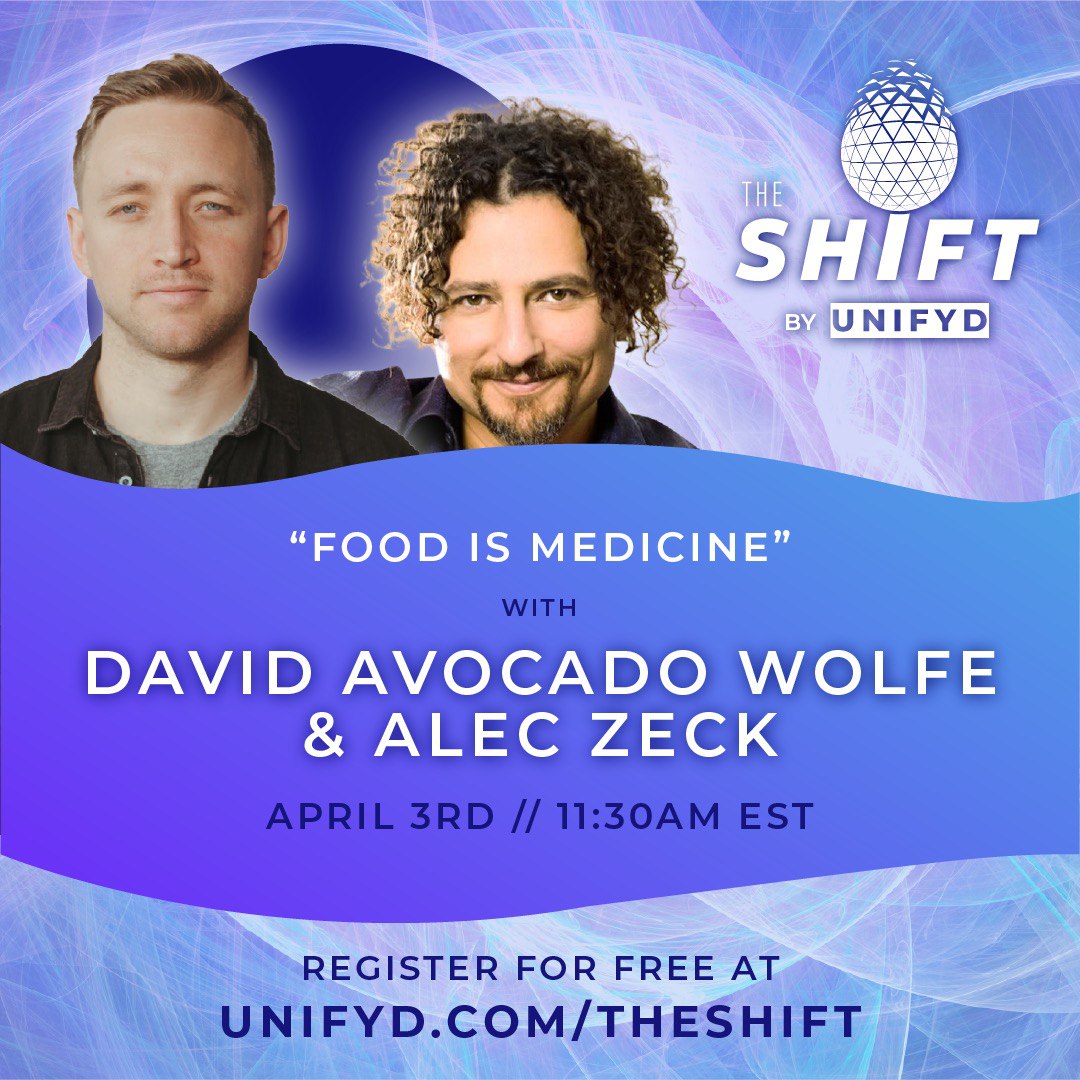 THE
SHIFT
BY UNIFYD
“FOOD IS MEDICINE”
WITH
DAVID AVOCADO WOLFE
& ALEC ZECK
APRIL 3RD // 11:30AM EST
REGISTER FOR FREE AT
UNIFYD.COM/THESHIFT